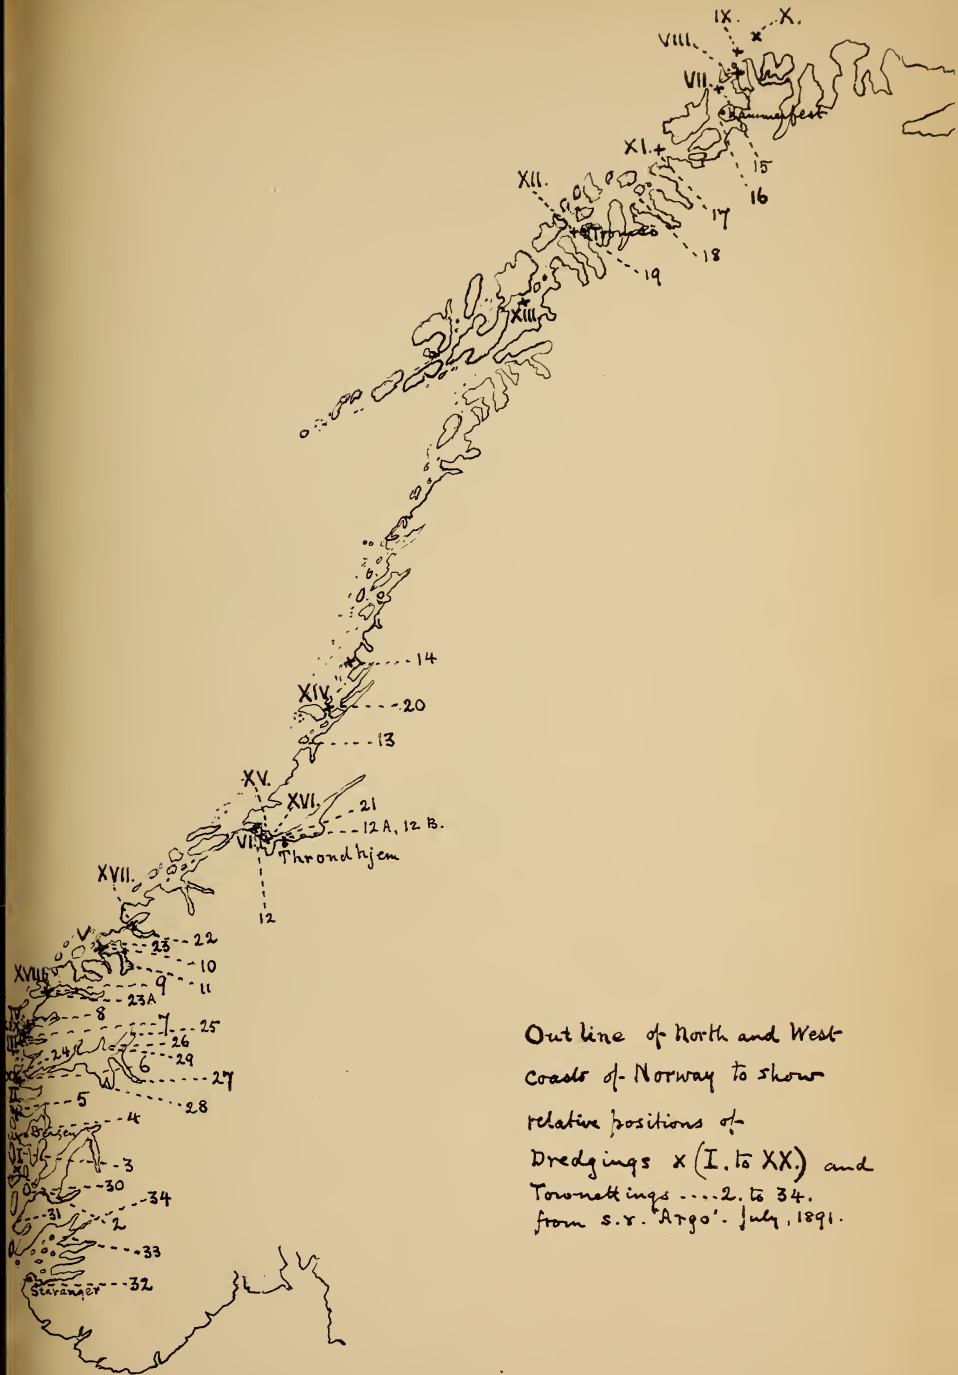 IX. X.
VIII.
VII.
Hammerfest
XI.
15
XII.
16
17
Tromsö
18
19
XIII.
14
XIV.
20
13
XV.
XVI.
21
12 A, 12 B.
VI.
Throndhjem
XVII.
12
V
22
23
10
XVIII.
9
11
23A
8
7
25
26
24
29
6
27
28
5
4
Bergen
3
30
34
31
2
33
Stavanger
32
Outline of North and West
Coasts of Norway to show
relative positions of
Dredgings x (I. to XX.) and
Townettings ....2. to 34.
from s.y. 'Argo'. July, 1891.